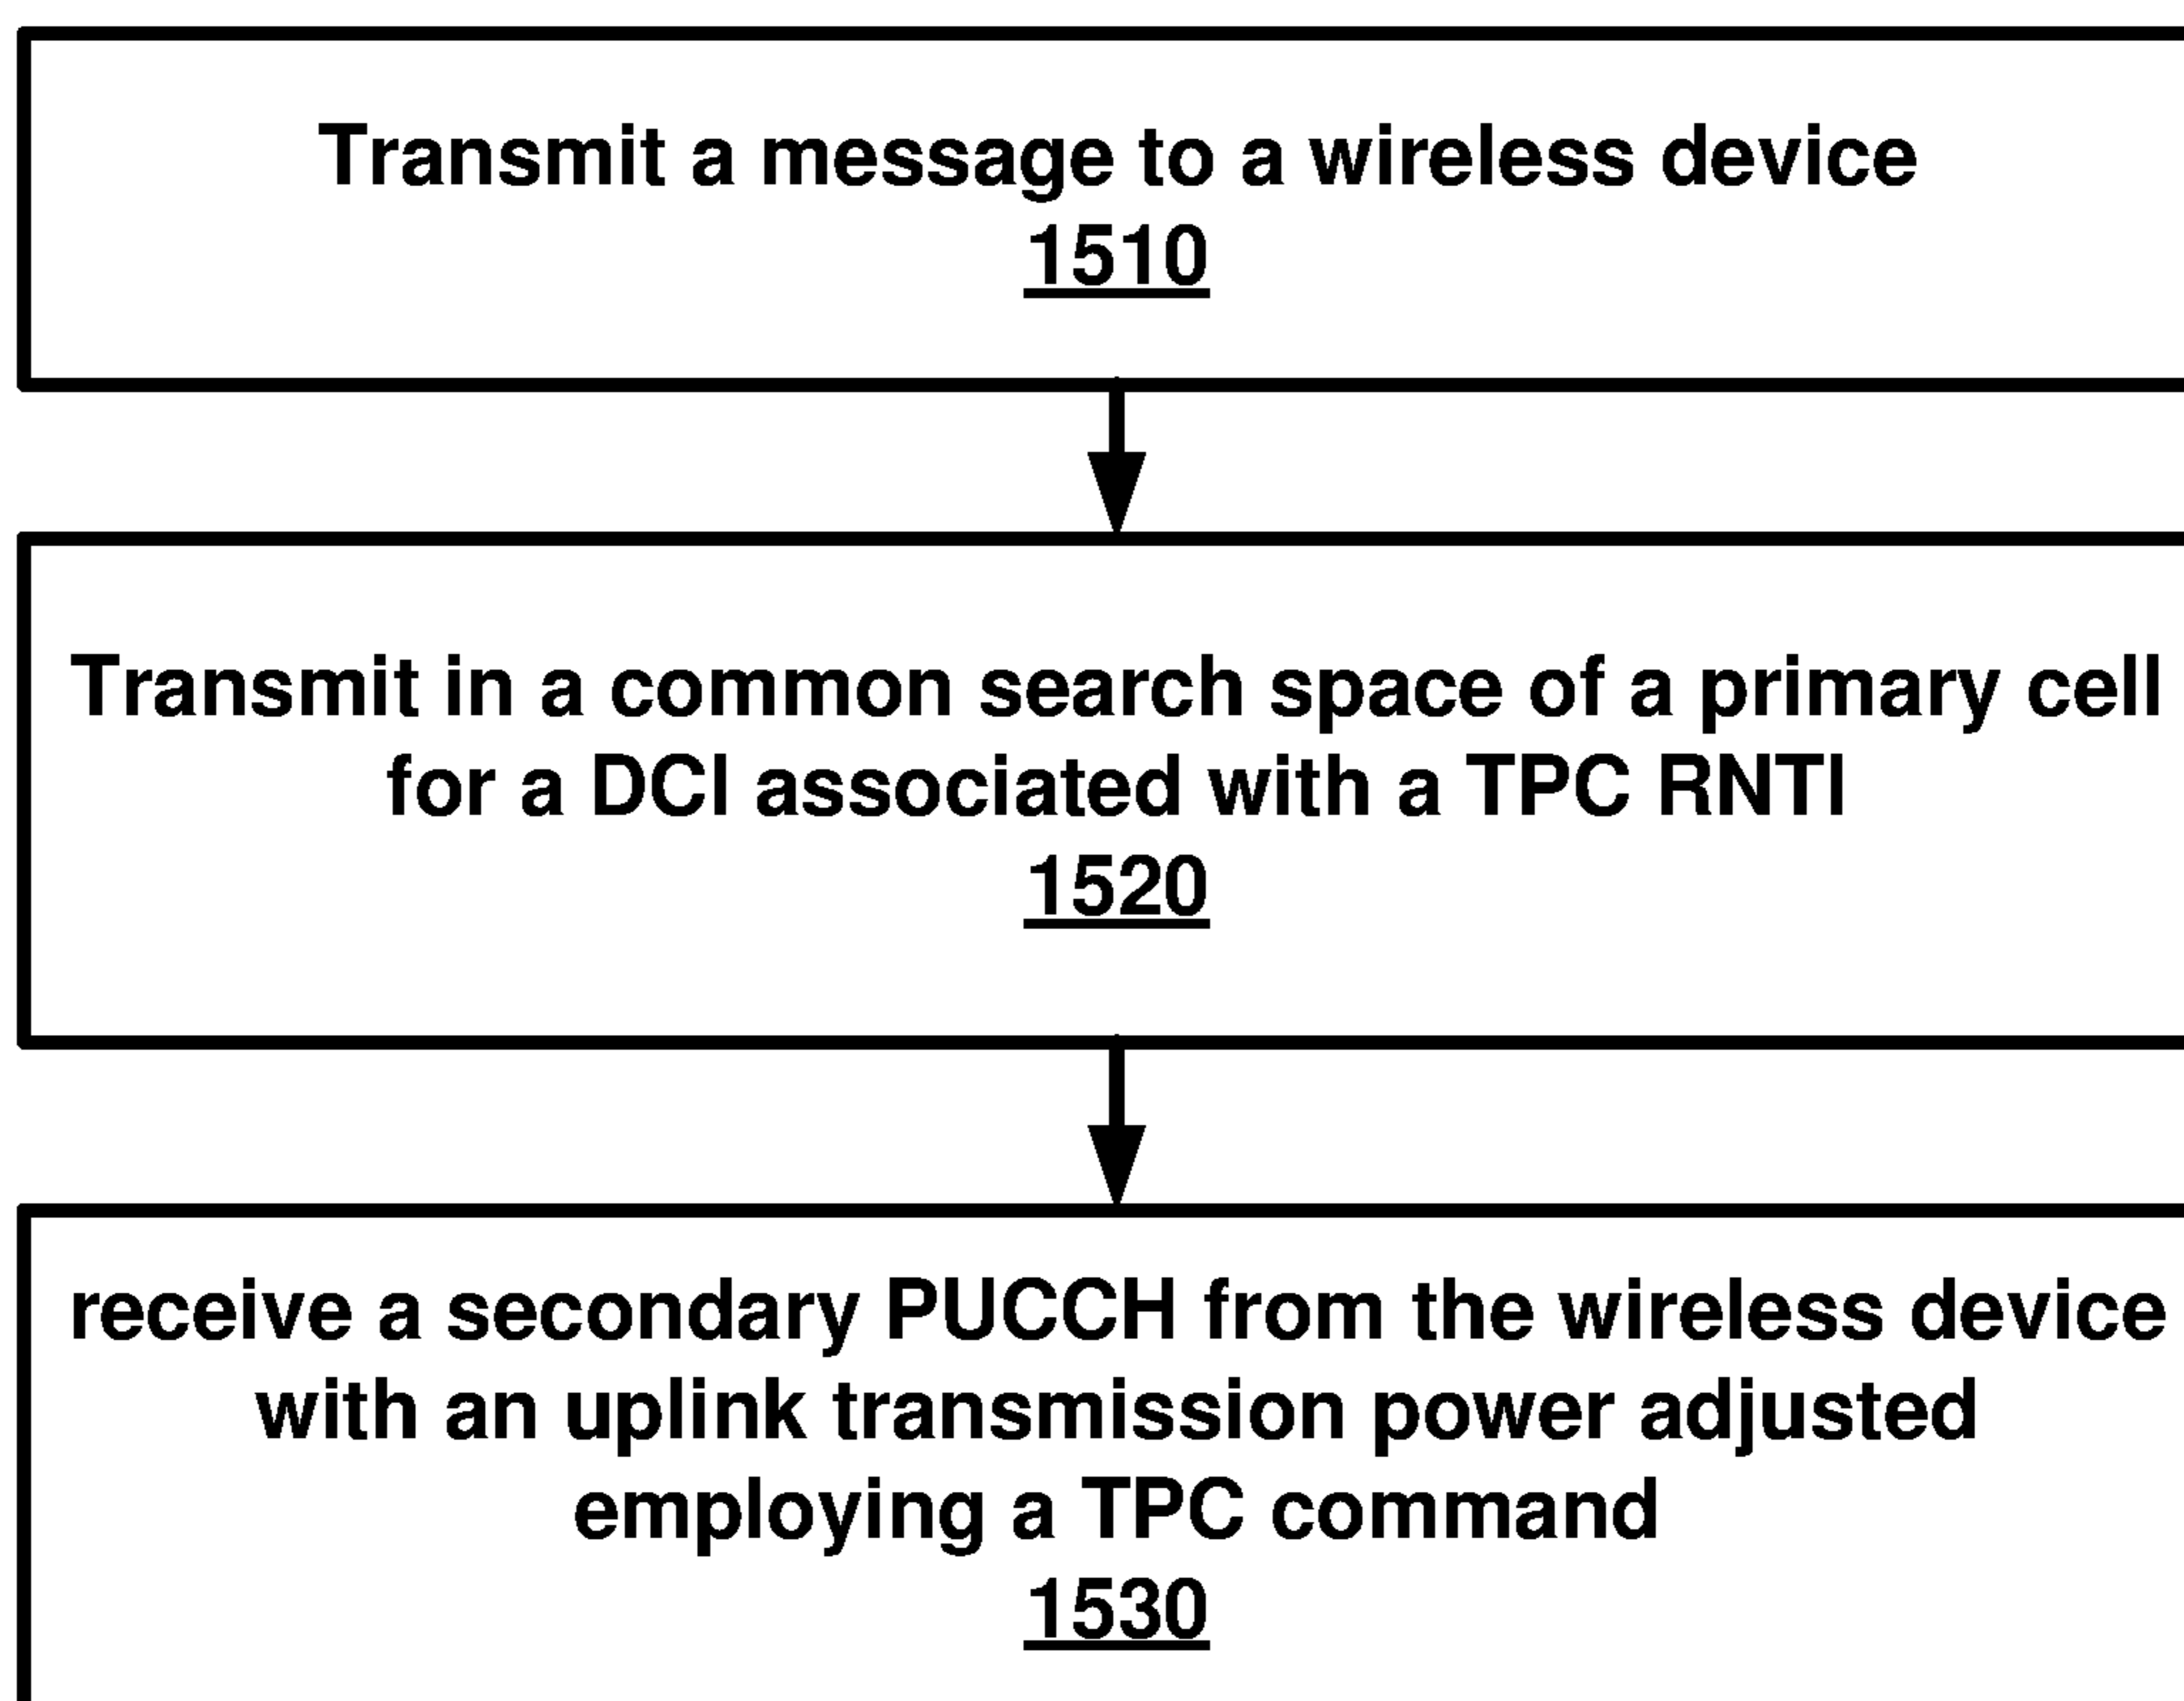 Transmit a message to a wireless device
1510
Transmit in a common search space of a primary cell
for a DCI associated with a TPC RNTI
1520
receive a secondary PUCCH from the wireless device
with an uplink transmission power adjusted
employing a TPC command
1530